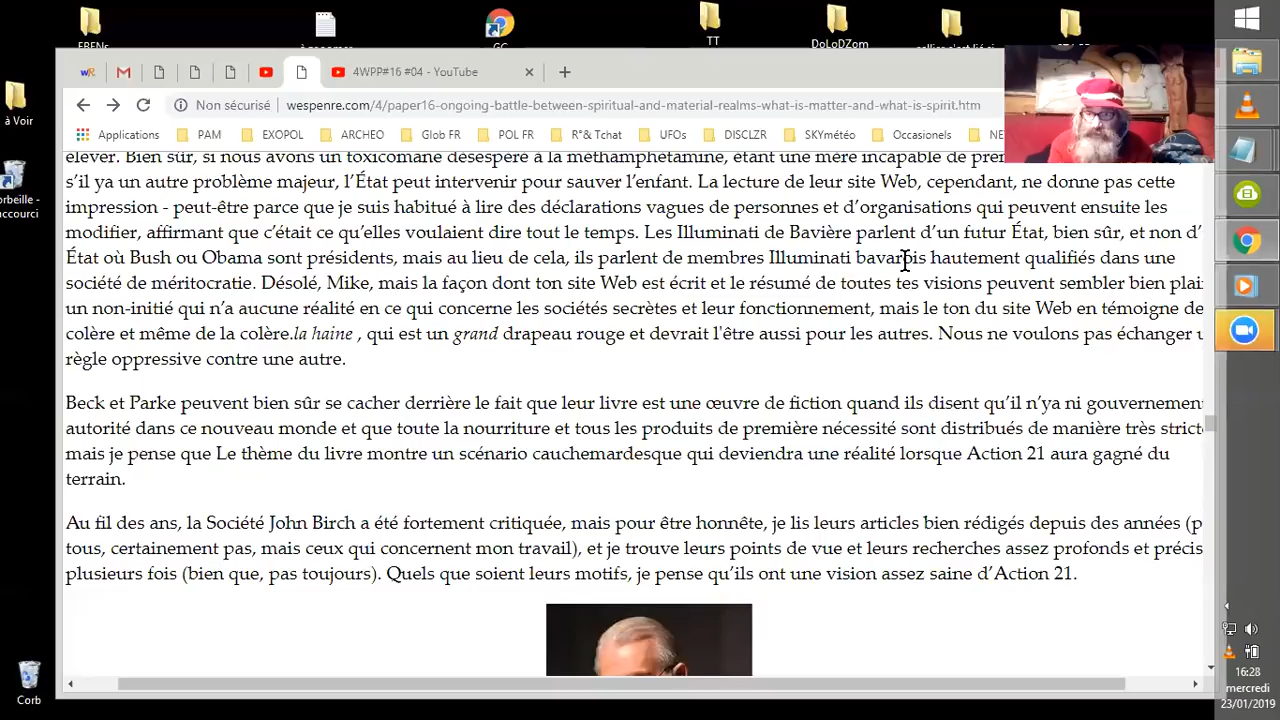 TT
DoLoDZom
à Voir
4WPP#16 #04 - YouTube
Non sécurisé
wespenre.com/4/paper16-ongoing-battle-between-spiritual-and-material-realms-what-is-matter-and-what-is-spirit.htm
Applications PAM EXOPOL ARCHEO Glob FR POL FR R°& Tchat UFOs DISCLZR SKYmétéo Occasionels
élever. Bien sûr, si nous avons un toxicomane désespéré à la méthamphétamine, étant une mère incapable de
s’il ya un autre problème majeur, l’État peut intervenir pour sauver l’enfant. La lecture de leur site Web, cependant, ne donne pas cette
impression - peut-être parce que je suis habitué à lire des déclarations vagues de personne et d’organisations qui peuvent ensuite les
modifier, affirmant que c’était ce qu’elles voulaient dire tout le temps. Les Illuminati de Bavière parlent d’un futur État, bien sûr, et non d’
État où Bush ou Obama sont présidents, mais au lieu de cela, ils parlent de membres Illuminati bavarois hautement qualifiés dans une
société de méritocratie. Désolé, Mike, mais la façon dont ton site Web est écrit et le résumé de toutes tes visions peuvent sembler bien
un non-initié qui n’a aucune réalité en ce qui concerne les sociétés secrètes et leur fonctionnement, mais le ton du site Web en témoigne de
colère et même de la colère.la haine , qui est un grand drapeau rouge et devrait l'être aussi pour les autres. Nous ne voulons pas échanger
règle oppressive contre une autre.
Beck et Parke peuvent bien sûr se cacher derrière le fait que leur livre est une œuvre de fiction quand ils disent qu’il n’ya ni gouvernement
autorité dans ce nouveau monde et que toute la nourriture et tous les produits de première nécessité sont distribués de manière très
mais je pense que Le thème du livre montre un scénario cauchemardesque qui deviendra une réalité lorsque Action 21 aura gagné du
terrain.
Au fil des ans, la Société John Birch a été fortement critiquée, mais pour être honnête, je lis leurs articles bien rédigés depuis des années (p
tous, certainement pas, mais ceux qui concernent mon travail), et je trouve leurs points de vue et leurs recherches assez profonds et précis
plusieurs fois (bien que, pas toujours). Quels que soient leurs motifs, je pense qu’ils ont une vision assez saine d’Action 21.
Corb
16:28
mercredi
23/01/2019